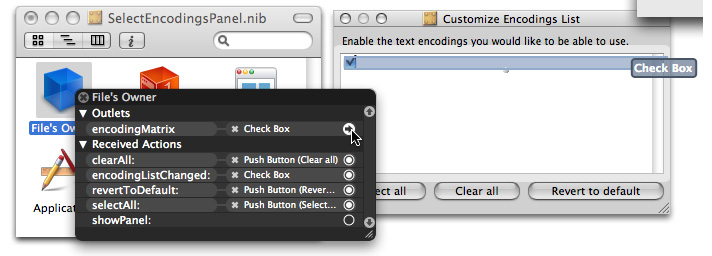 SelectEncodingsPanel.nib
Customize Encodings List
Enable the text encodings you would like to be able to use.
Check Box
File's Owner
Outlets
encodingMatrix
Check Box
Received Actions
clearAll:
Push Button (Clear all)
encodingListChanged:
Check Box
revertToDefault:
Push Button (Rever...
selectAll:
Push Button (Select...
showPanel:
File's Ow
Applicat
ect all
Clear all
Revert to default